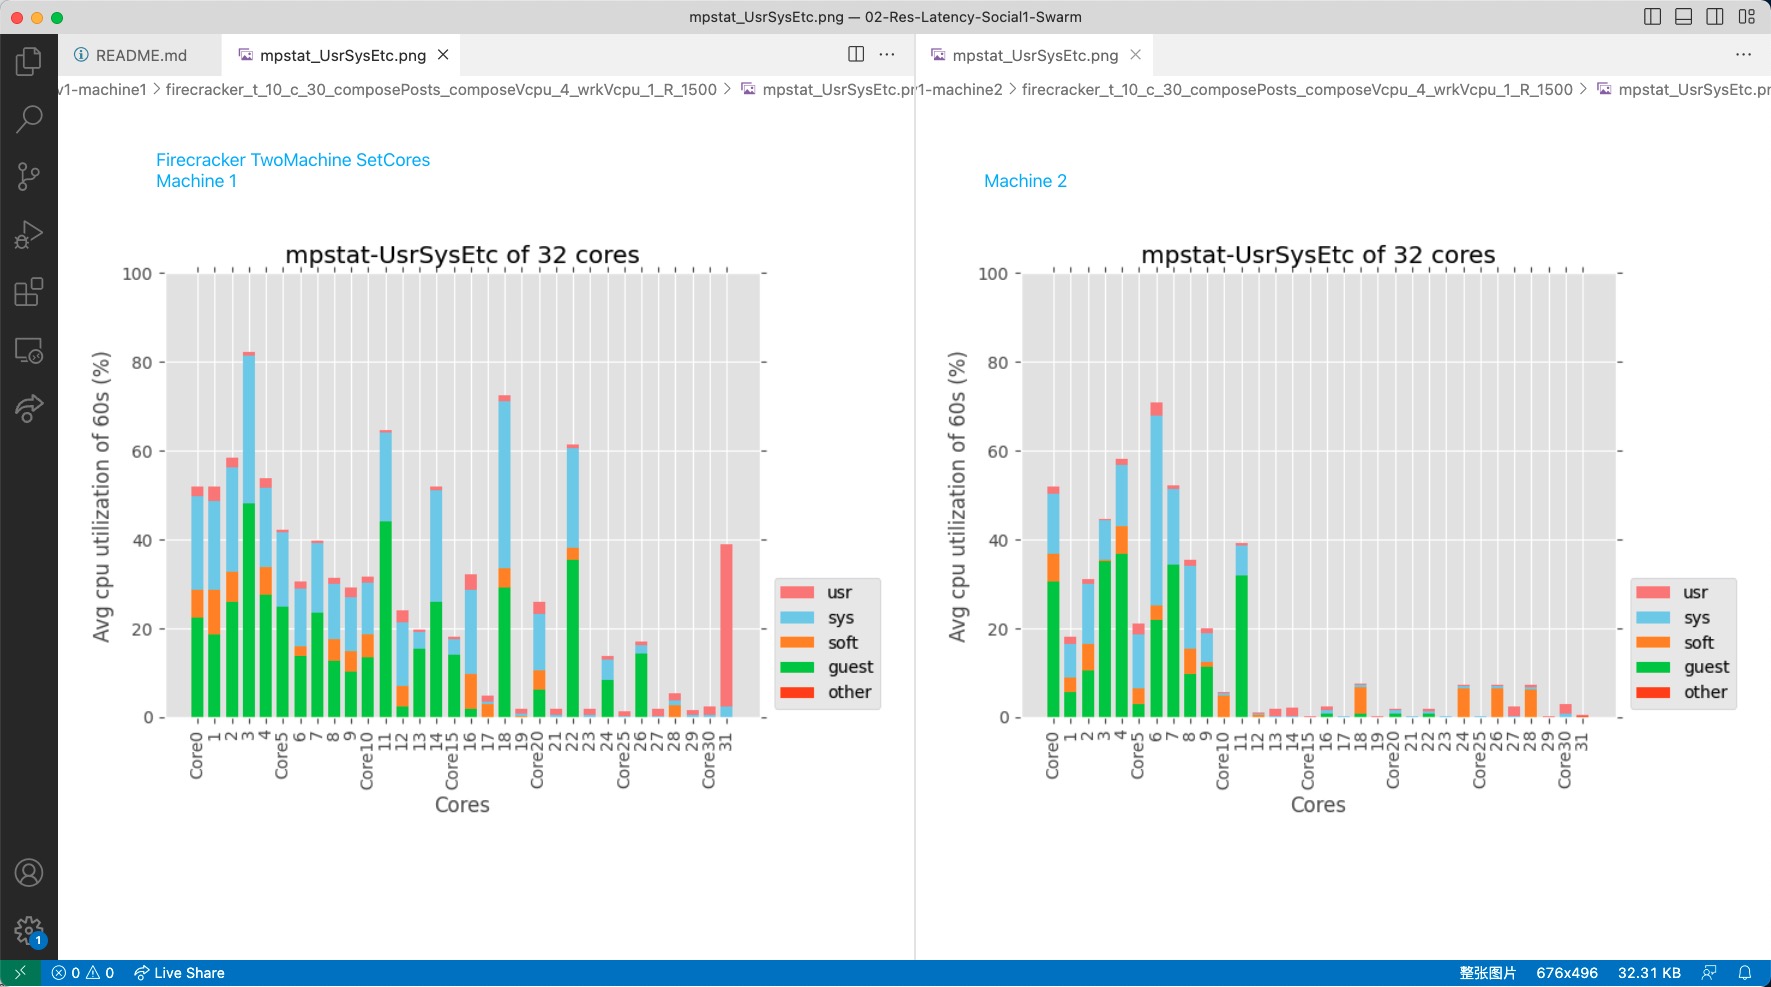 mpstat_UsrSysEtc.png — 02-Res-Latency-Social1-Swarm
README.md
mpstat_UsrSysEtc.png
mpstat_UsrSysEtc.png
v1-machine1 > firecracker_t_10_c_30_composePosts_composeVcpu_4_wrkVcpu_1_R_1500 > mpstat_UsrSysEtc.pr
1-machine2 > firecracker_t_10_c_30_composePosts_composeVcpu_4_wrkVcpu_1_R_1500 > mpstat_UsrSysEtc.pr
Firecracker TwoMachine SetCores
Machine 1
mpstat-UsrSysEtc of 32 cores
Avg cpu utilization of 60s (%)
100
80
60
40
20
0
Core0
1
2
3
4
Core5
6
7
8
9
Core10
11
12
13
14
Core15
16
17
18
19
Core20
21
22
23
24
Core25
26
27
28
29
Core30
31
Cores
usr
sys
soft
guest
other
Machine 2
mpstat-UsrSysEtc of 32 cores
Avg cpu utilization of 60s (%)
100
80
60
40
20
0
Core0
1
2
3
4
Core5
6
7
8
9
Core10
11
12
13
14
Core15
16
17
18
19
Core20
21
22
23
24
Core25
26
27
28
29
Core30
31
Cores
usr
sys
soft
guest
other
1
0 0 Live Share
整张图片 676x496 32.31 KB